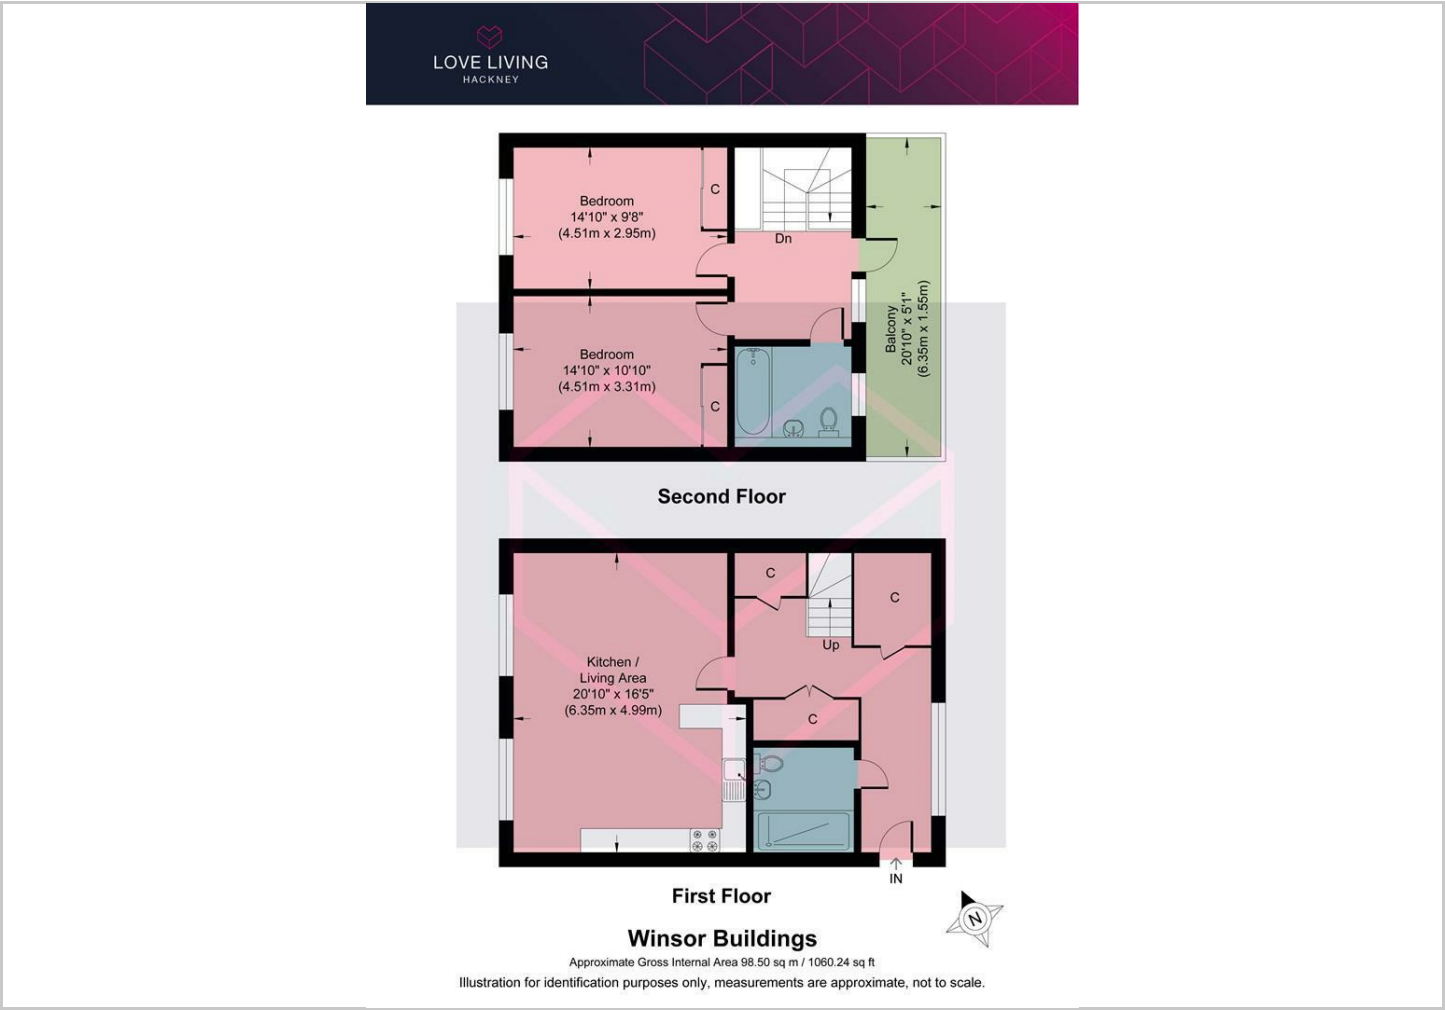 LOVE LIVING
HACKNEY
Bedroom
14'10" x 9'8"
(4.51m x 2.95m)
C
Dn
Bedroom
14'10" x 10'10"
(4.51m x 3.31m)
C
Balcony
20'10" x 5'1"
(6.35m x 1.55m)
Second Floor
C
C
Up
Kitchen /
Living Area
20'10" x 16'5"
(6.35m x 4.99m)
C
IN
First Floor
N
Winsor Buildings
Approximate Gross Internal Area 98.50 sq m / 1060.24 sq ft
Illustration for identification purposes only, measurements are approximate, not to scale.